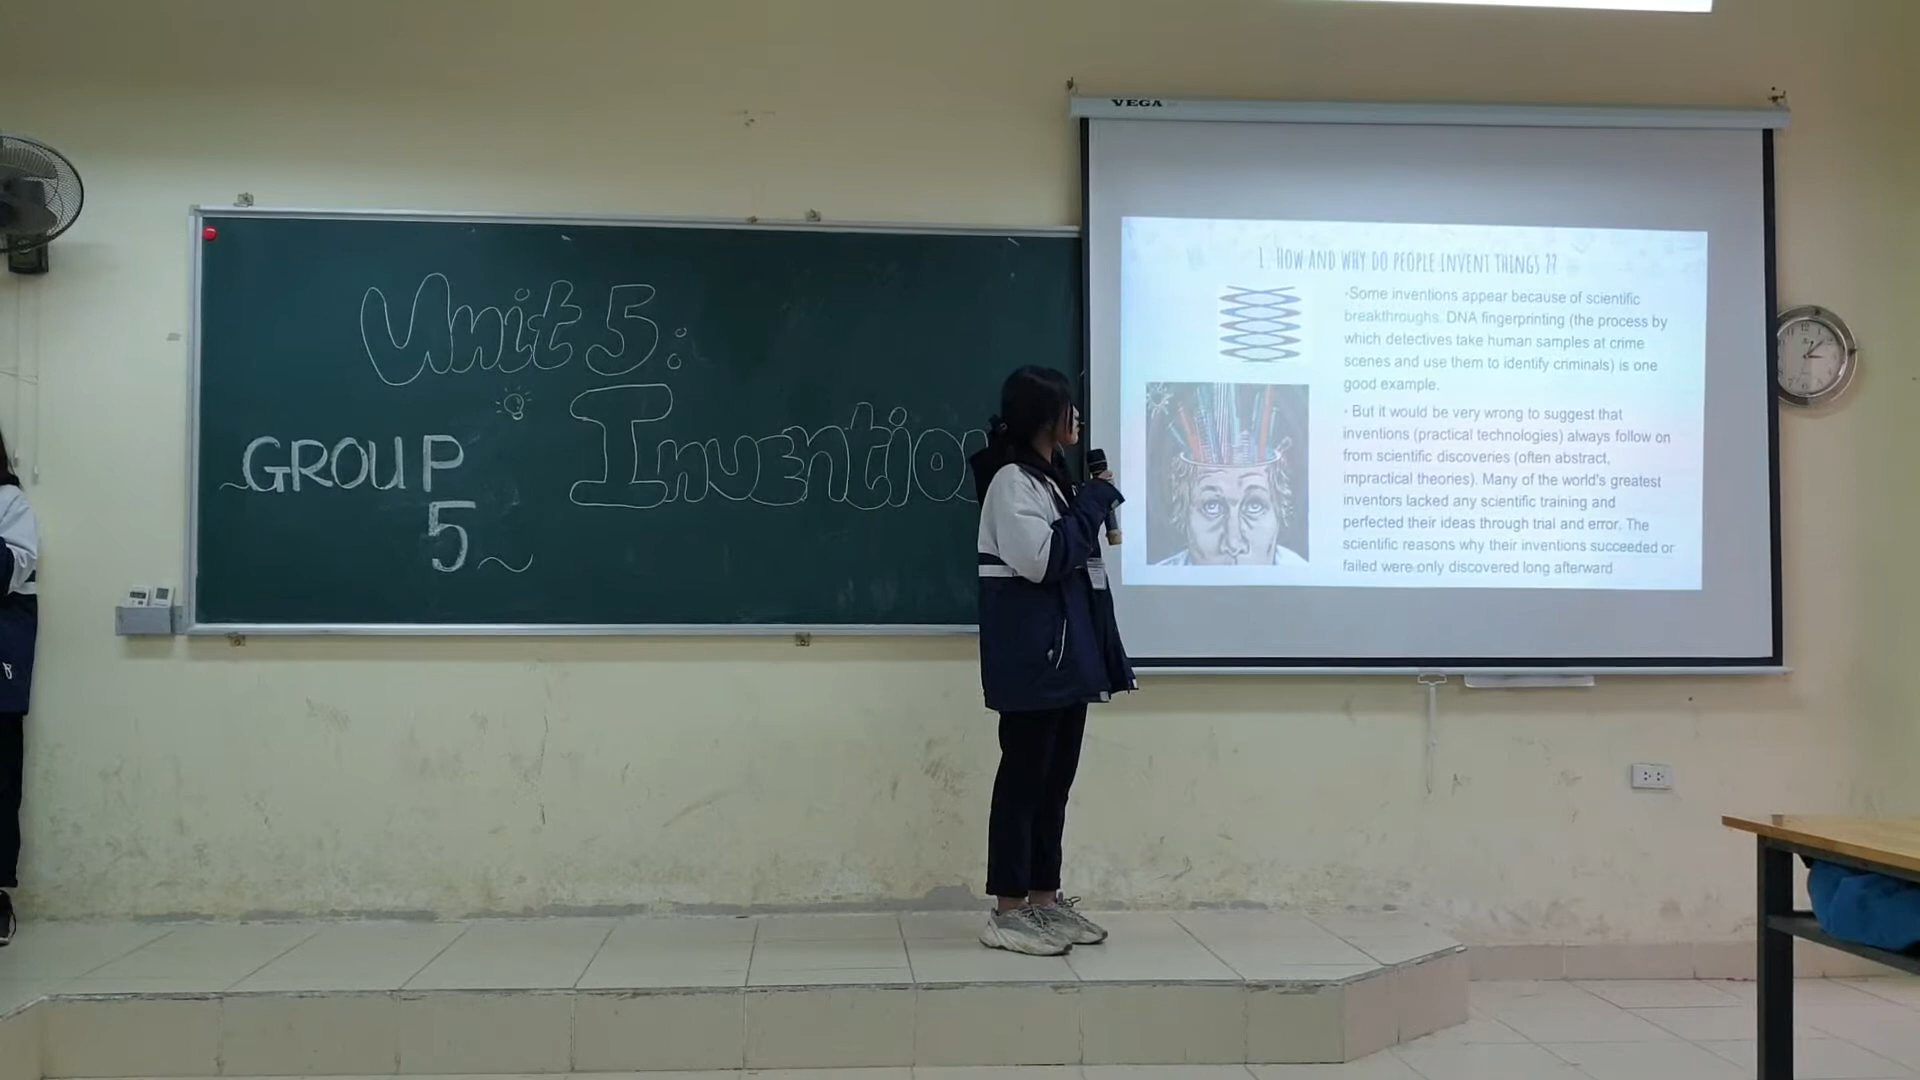 VEGA
Unit 5:
GROUP
5
1. HOW AND WHY DO PEOPLE INVENT THINGS ??
-Some inventions appear because of scientific
breakthroughs. DNA fingerprinting (the process by
which detectives take human samples at crime
scenes and use them to identify criminals) is one
good example.
- But it would be very wrong to suggest that
inventions (practical technologies) always follow on
from scientific discoveries (often abstract,
impractical theories). Many of the world's greatest
inventors lacked any scientific training and
perfected their ideas through trial and error. The
scientific reasons why their inventions succeeded or
failed were only discovered long afterward